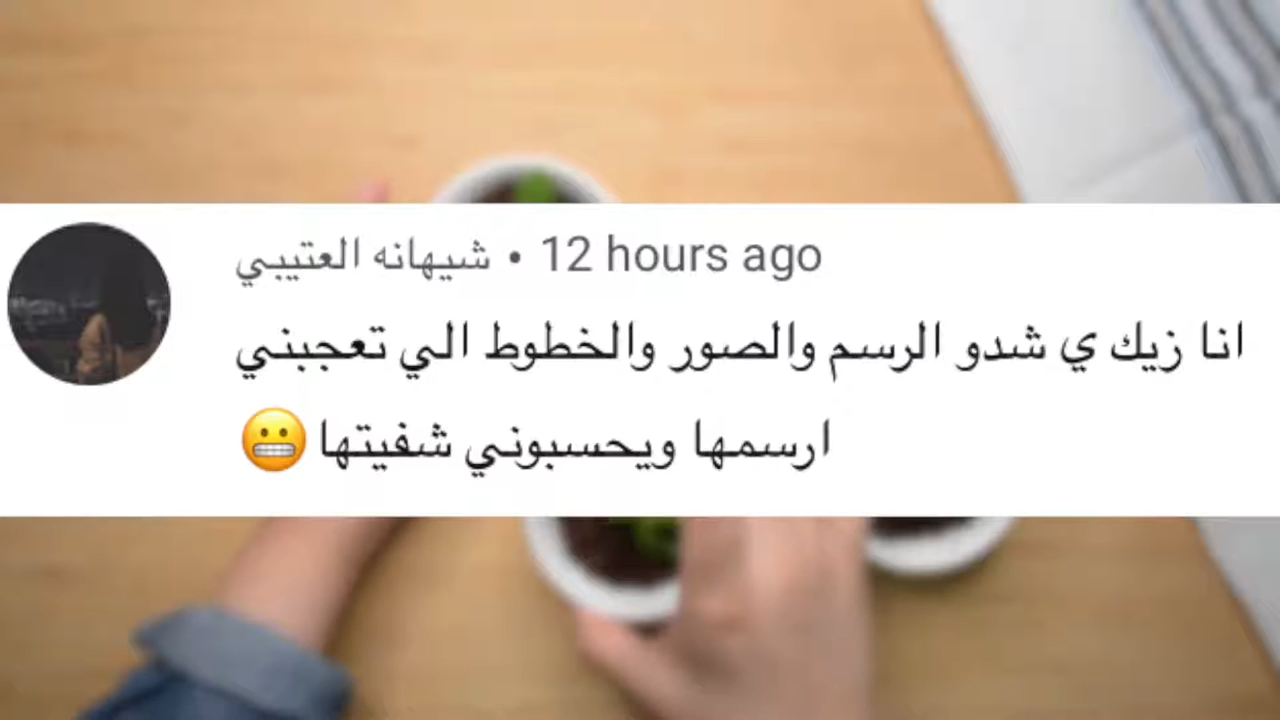 شيهانه العتيبي • 12 hours ago
انا زيك ي شدو الرسم والصور والخطوط الي تعجبني
ارسمها ويحسبوني شفيتها 😬